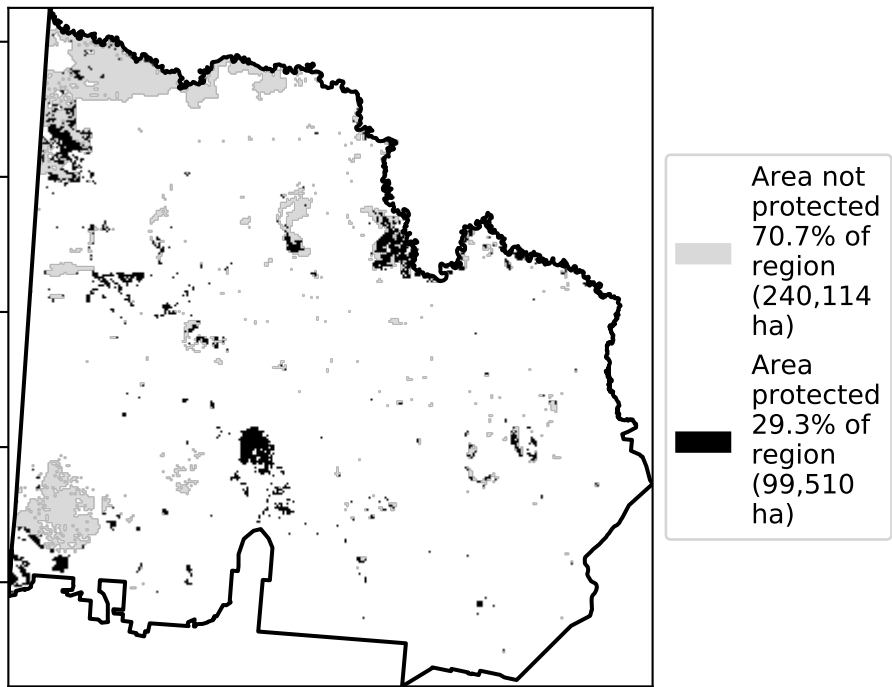 Area not
protected
70.7% of
region
(240,114
ha)
Area
protected
29.3% of
region
(99,510
ha)